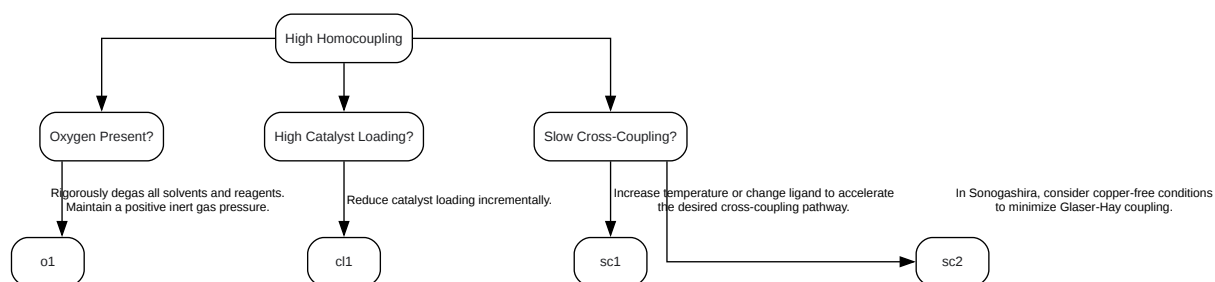 High Homocoupling
Oxygen Present?
High Catalyst Loading?
Slow Cross-Coupling?
Rigorously degas all solvents and reagents.
Maintain a positive inert gas pressure.
Reduce catalyst loading incrementally.
Increase temperature or change ligand to accelerate
the desired cross-coupling pathway.
In Sonogashira, consider copper-free conditions
to minimize Glaser-Hay coupling.
o1
cl1
sc1
sc2